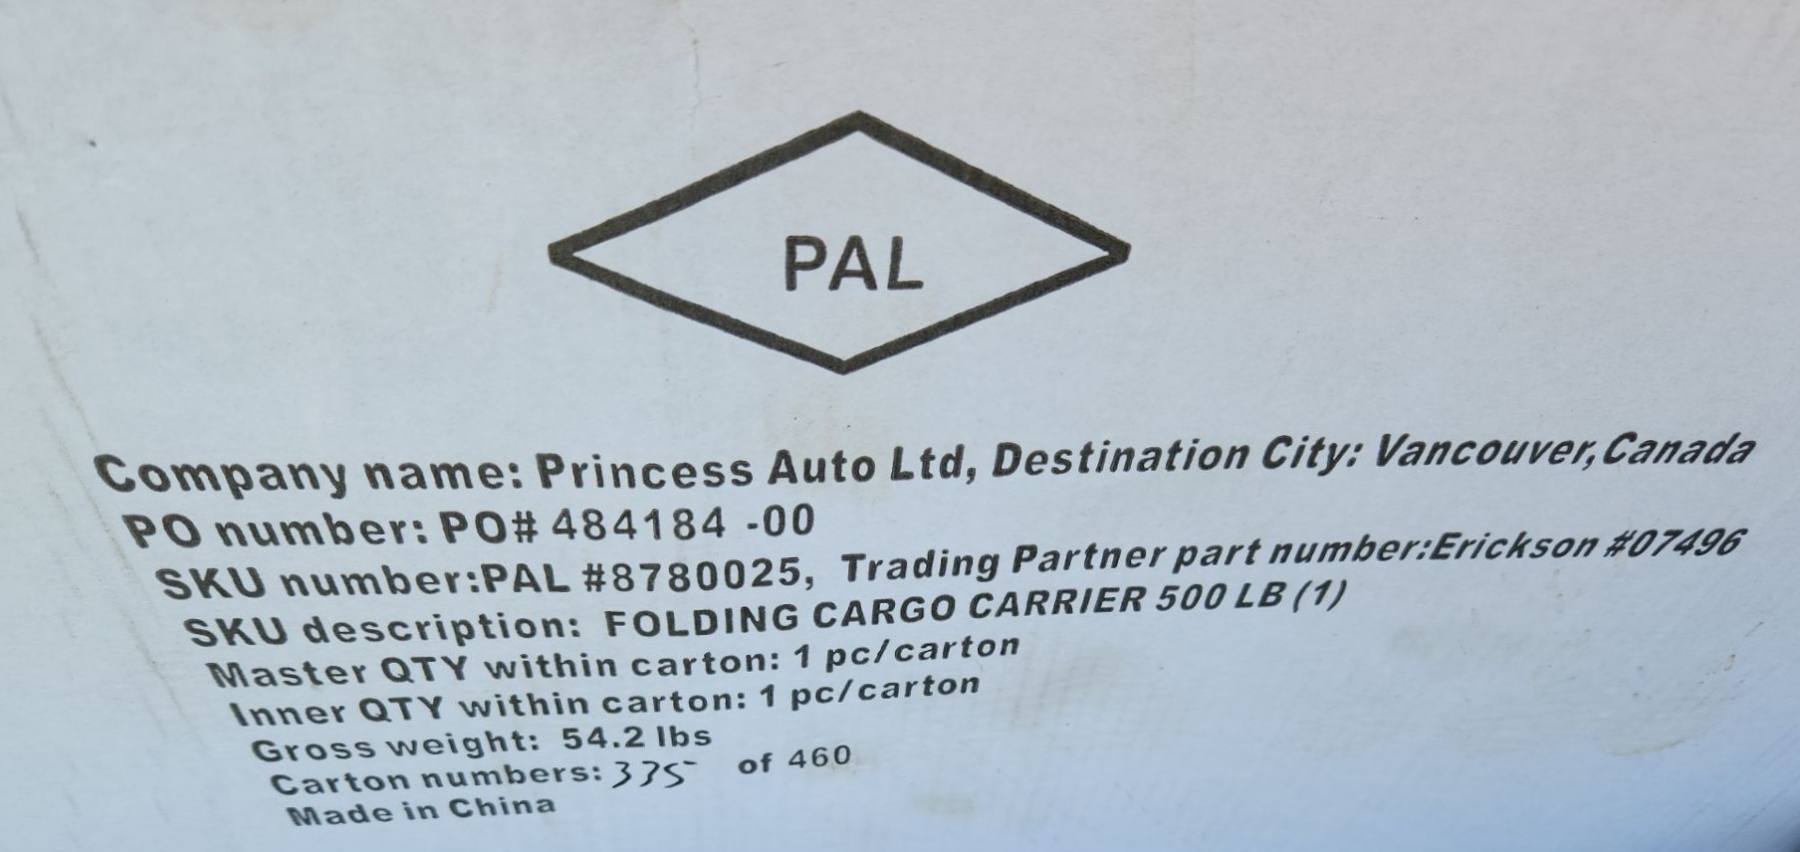 PAL
Company name: Princess Auto Ltd, Destination City: Vancouver,Canada
PO number: PO# 484184 -00
SKU number:PAL #8780025, Trading Partner part number:Erickson #07496
SKU description: FOLDING CARGO CARRIER 500 LB (1)
Master QTY within carton: 1 pc/carton
Inner QTY within carton: 1 pc/carton
Gross weight: 54.2 lbs
Carton numbers: 335 of 460
Made in China